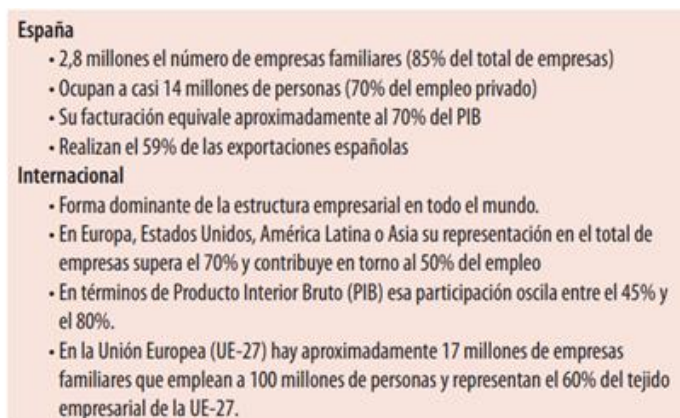 España
• 2,8 millones el número de empresas familiares (85% del total de empresas)
• Ocupan a casi 14 millones de personas (70% del empleo privado)
• Su facturación equivale aproximadamente al 70% del PIB
• Realizan el 59% de las exportaciones españolas
Internacional
• Forma dominante de la estructura empresarial en todo el mundo.
• En Europa, Estados Unidos, América Latina o Asia su representación en el total de
empresas supera el 70% y contribuye en torno al 50% del empleo
• En términos de Producto Interior Bruto (PIB) esa participación oscila entre el 45% y
el 80%.
• En la Unión Europea (UE-27) hay aproximadamente 17 millones de empresas
familiares que emplean a 100 millones de personas y representan el 60% del tejido
empresarial de la UE-27.